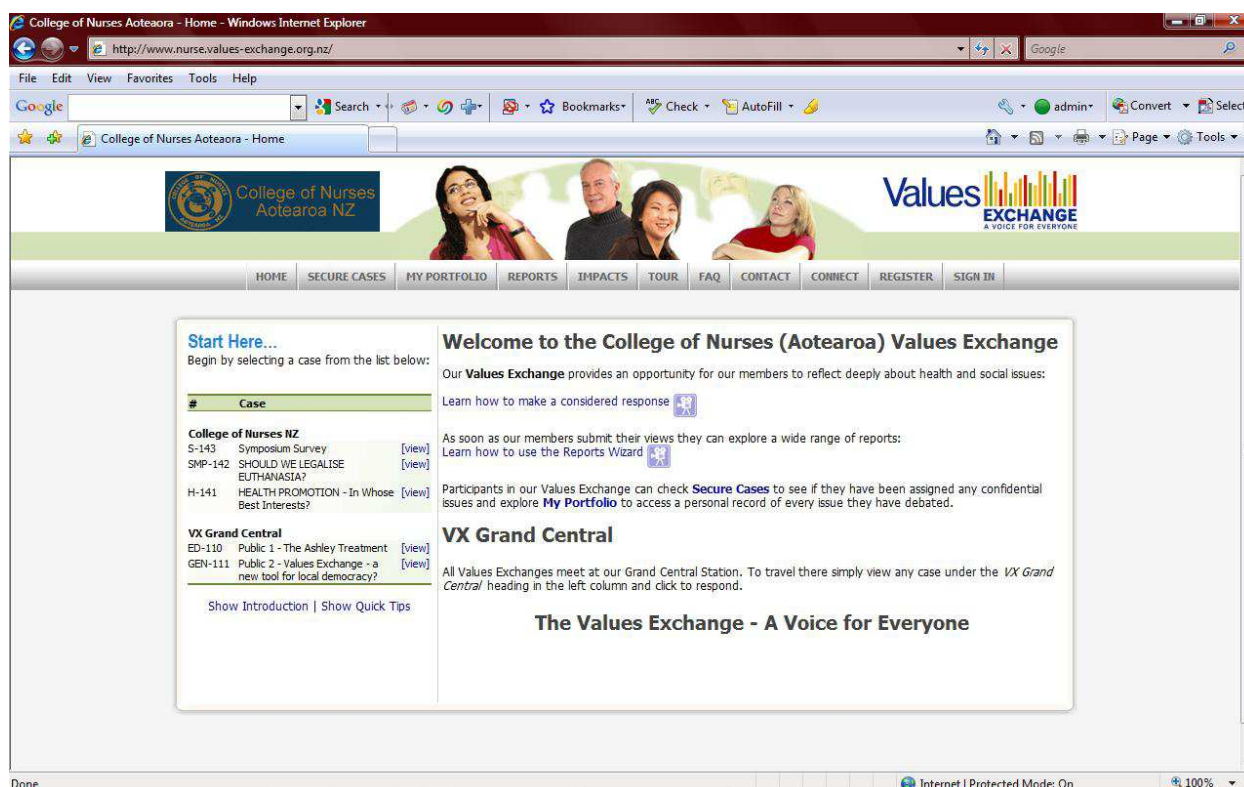 College of Nurses Aoteaora - Home - Windows Internet Explorer
http://www.nurse.values-exchange.org.nz/
Google
File Edit View Favorites Tools Help
Google Search Bookmarks Check AutoFill admin Convert Select
College of Nurses Aoteaora - Home Page Tools
COLLEGE OF NURSES AOTEAROA NZ
College of Nurses
Aotearoa NZ
Values
EXCHANGE
A VOICE FOR EVERYONE
HOME SECURE CASES MY PORTFOLIO REPORTS IMPACTS TOUR FAQ CONTACT CONNECT REGISTER SIGN IN
Start Here...
Begin by selecting a case from the list below:
# Case
College of Nurses NZ
S-143 Symposium Survey [view]
SMP-142 SHOULD WE LEGALISE [view]
EUTHANASIA?
H-141 HEALTH PROMOTION - In Whose [view]
Best Interests?
VX Grand Central
ED-110 Public 1 - The Ashley Treatment [view]
GEN-111 Public 2 - Values Exchange - a [view]
new tool for local democracy?
Show Introduction | Show Quick Tips
Welcome to the College of Nurses (Aotearoa) Values Exchange
Our Values Exchange provides an opportunity for our members to reflect deeply about health and social issues:
Learn how to make a considered response
As soon as our members submit their views they can explore a wide range of reports:
Learn how to use the Reports Wizard
Participants in our Values Exchange can check Secure Cases to see if they have been assigned any confidential
issues and explore My Portfolio to access a personal record of every issue they have debated.
VX Grand Central
All Values Exchanges meet at our Grand Central Station. To travel there simply view any case under the VX Grand
Central heading in the left column and click to respond.
The Values Exchange - A Voice for Everyone
Done Internet | Protected Mode: On 100%